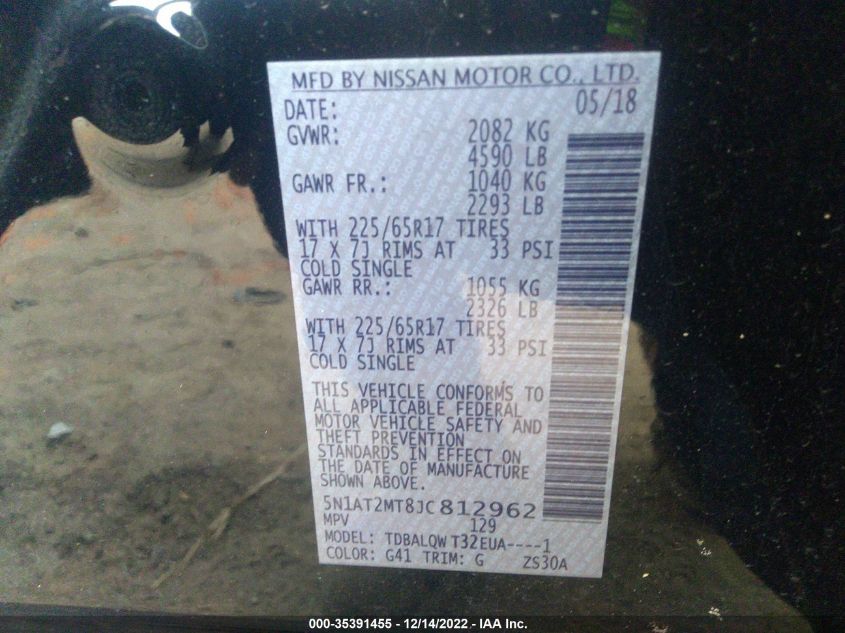 MFD BY NISSAN MOTOR CO., LTD.
DATE: 05/18
GVWR: 2082 KG
4590 LB
GAWR FR.: 1040 KG
2293 LB
WITH 225/65R17 TIRES
17 X 7J RIMS AT 33 PSI
COLD SINGLE
GAWR RR.: 1055 KG
2326 LB
WITH 225/65R17 TIRES
17 X 7J RIMS AT 33 PSI
COLD SINGLE
THIS VEHICLE CONFORMS TO
ALL APPLICABLE FEDERAL
MOTOR VEHICLE SAFETY AND
THEFT PREVENTION
STANDARDS IN EFFECT ON
THE DATE OF MANUFACTURE
SHOWN ABOVE.
5N1AT2MT8JC812962
MPV 129
MODEL: TDBALQW T32EUA----1
COLOR: G41 TRIM: G ZS30A
000-35391455 - 12/14/2022 - IAA Inc.